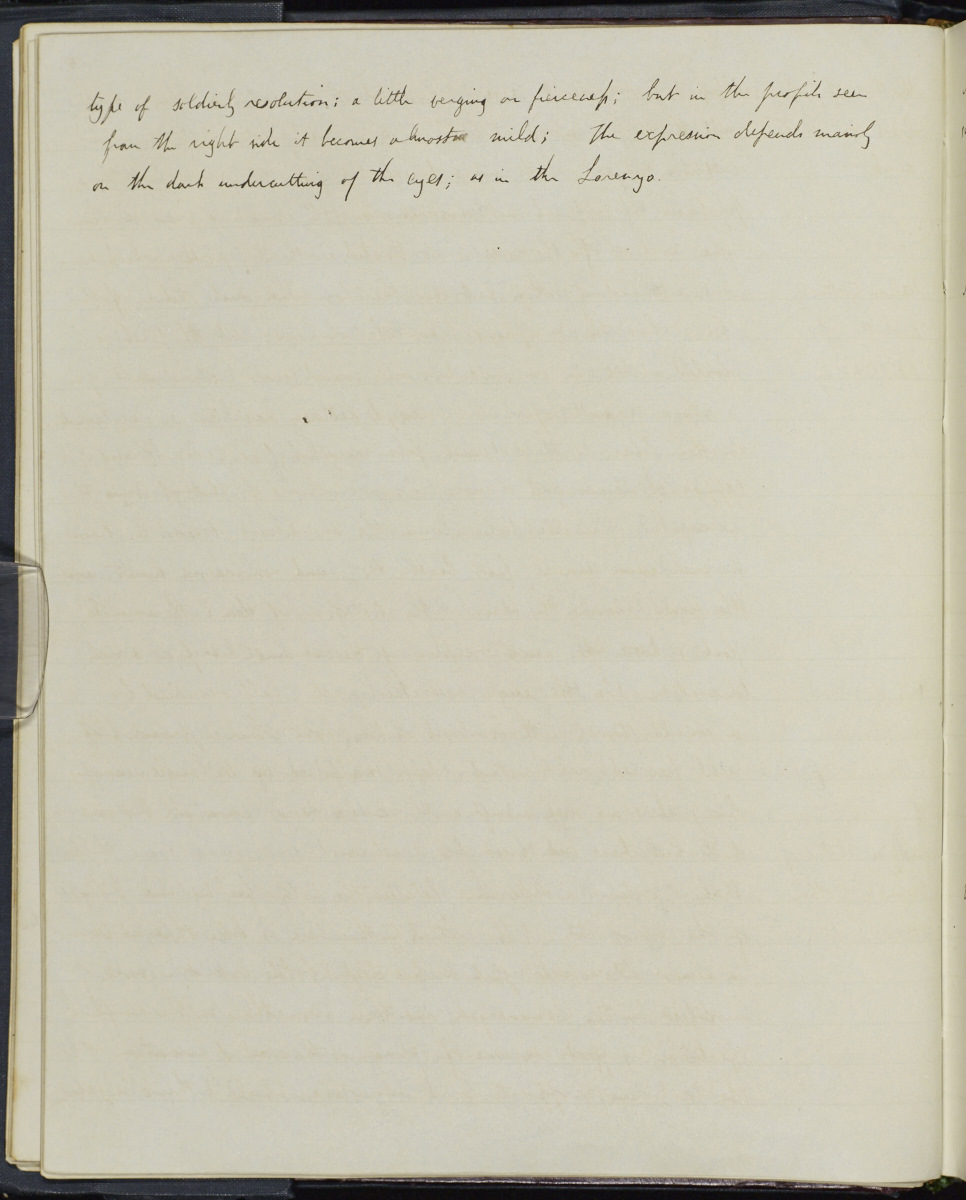 type of soldierly resolution; a little verging on fierceness; but in the profile seen
from the right side it becomes almost mild; the expression depends mainly
on the dark undercutting of the eyes; as in the Lorenzo.